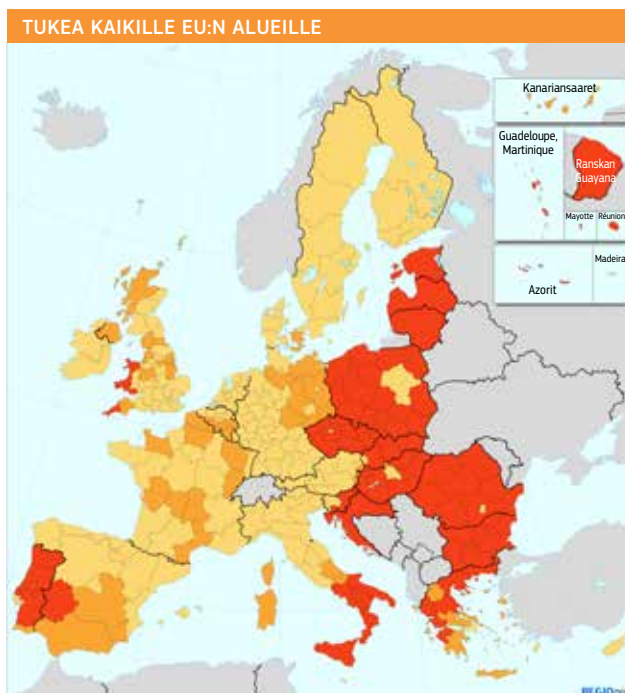 TUKEA KAIKILLE EU:N ALUEILLE
Kanariansaaret
Guadeloupe,
Martinique
Ranskan
Guayana
Mayotte
Réunion
Azorit
Madeira